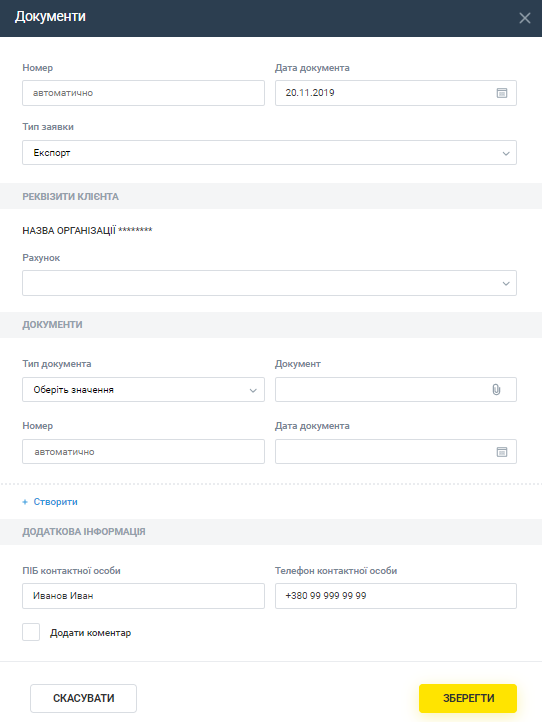 Документи
Номер
Дата документа
автоматично
20.11.2019
Тип заявки
Експорт
РЕКВІЗИТИ КЛІЄНТА
НАЗВА ОРГАНІЗАЦІЇ ********
Рахунок
ДОКУМЕНТИ
Тип документа
Документ
Оберіть значення
Номер
Дата документа
автоматично
+ Створити
ДОДАТКОВА ІНФОРМАЦІЯ
ПІБ контактної особи
Телефон контактної особи
Иванов Иван
+380 99 999 99 99
Додати коментар
СКАСУВАТИ
ЗБЕРЕГТИ